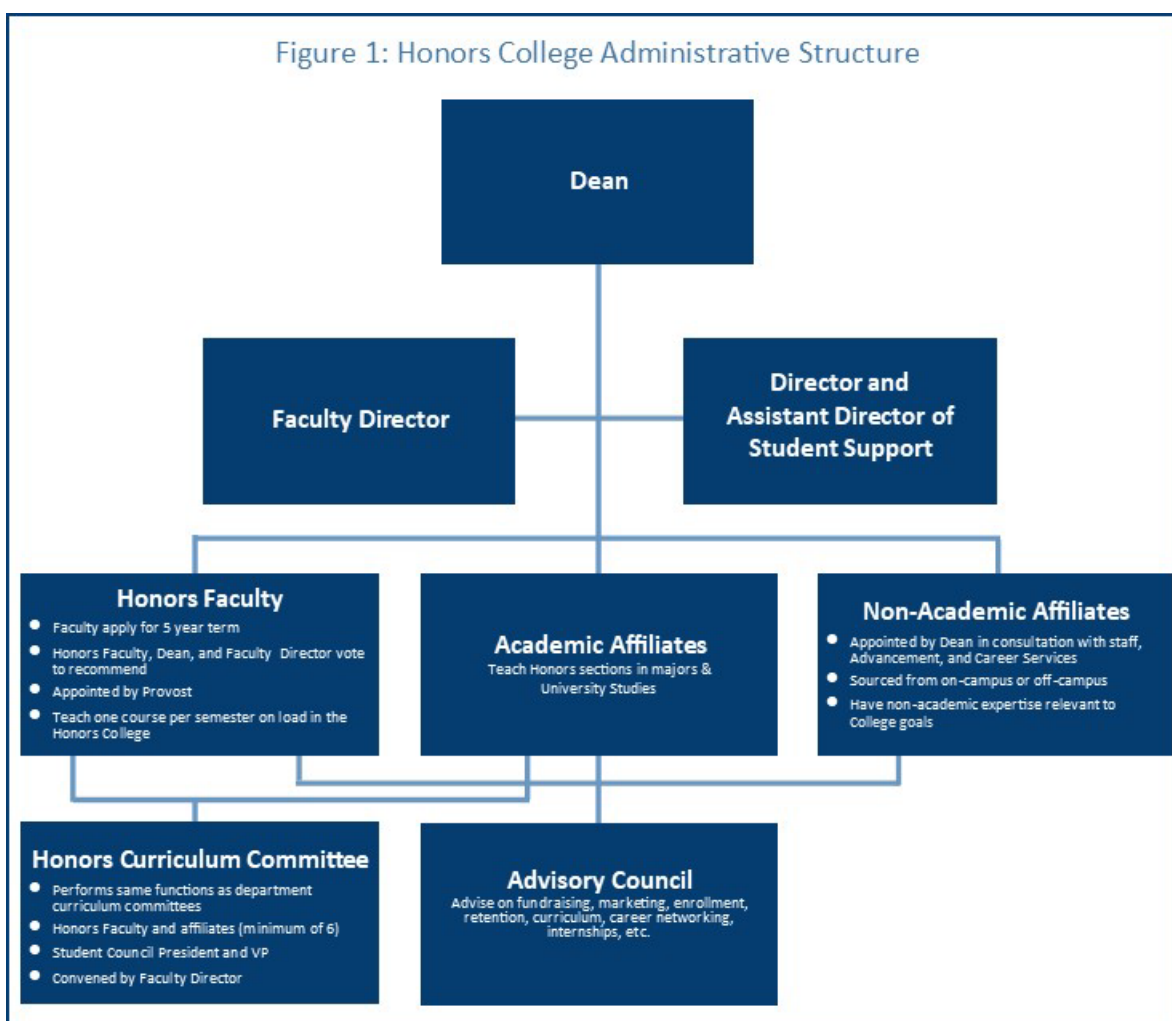 Figure 1: Honors College Administrative Structure
Dean
Faculty Director
Director and
Assistant Director of
Student Support
Honors Faculty
● Faculty apply for 5 year term
● Honors Faculty, Dean, and Faculty Director vote
to recommend
● Appointed by Provost
● Teach one course per semester on load in the
Honors College
Academic Affiliates
Teach Honors sections in majors &
University Studies
Non-Academic Affiliates
● Appointed by Dean in consultation with staff,
Advancement, and Career Services
● Sourced from on-campus or off-campus
● Have non-academic expertise relevant to
College goals
Honors Curriculum Committee
● Performs same functions as department
curriculum committees
● Honors Faculty and affiliates (minimum of 6)
● Student Council President and VP
● Convened by Faculty Director
Advisory Council
Advise on fundraising, marketing, enrollment,
retention, curriculum, career networking,
internships, etc.